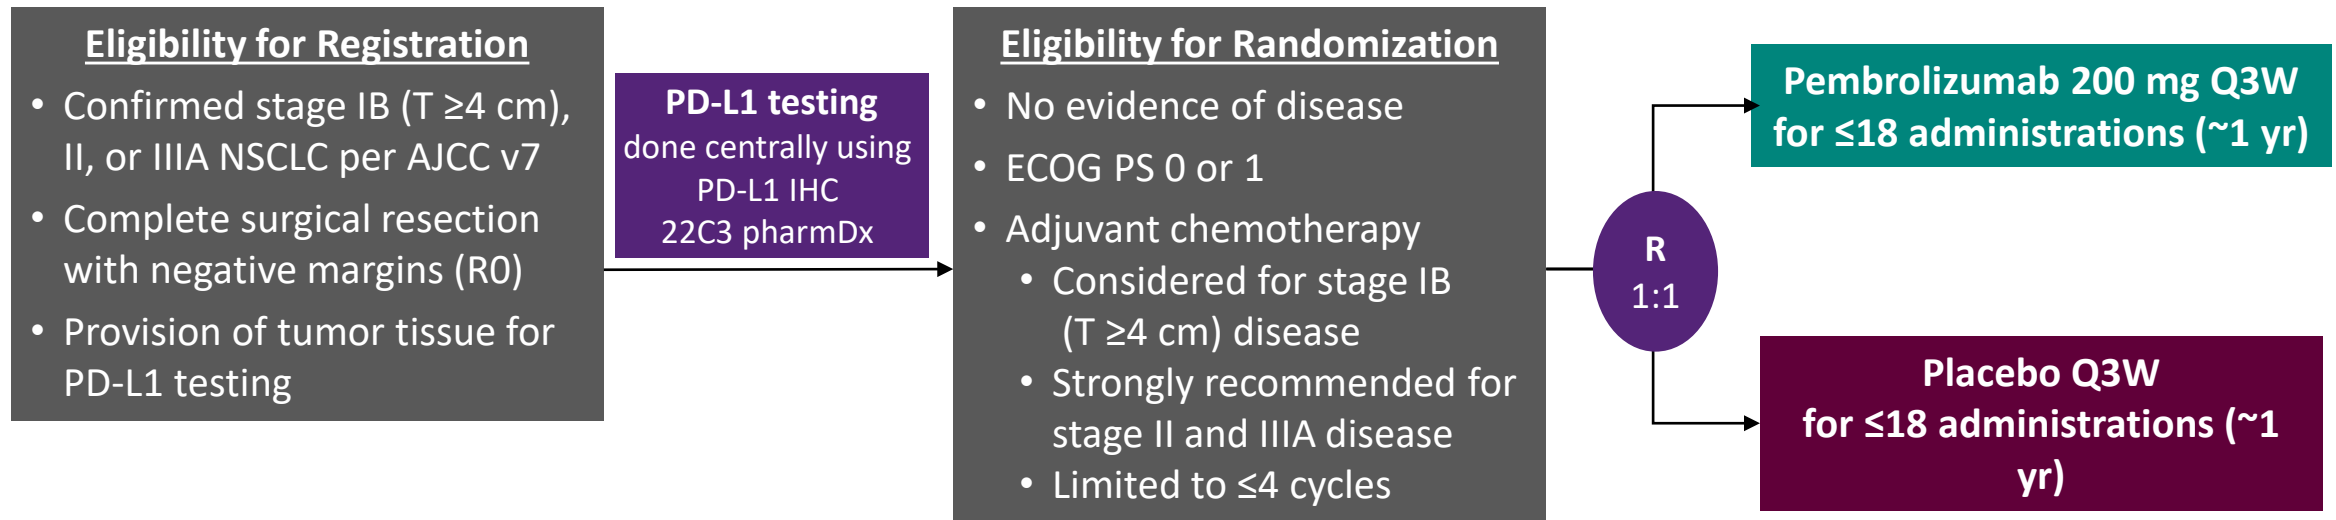 Eligibility for Registration
• Confirmed stage IB (T ≥4 cm),
II, or IIIA NSCLC per AJCC v7
• Complete surgical resection
with negative margins (R0)
• Provision of tumor tissue for
PD-L1 testing
PD-L1 testing
done centrally using
PD-L1 IHC
22C3 pharmDx
Eligibility for Randomization
• No evidence of disease
• ECOG PS 0 or 1
• Adjuvant chemotherapy
• Considered for stage IB
(T ≥4 cm) disease
• Strongly recommended for
stage II and IIIA disease
• Limited to ≤4 cycles
R
1:1
Pembrolizumab 200 mg Q3W
for ≤18 administrations (~1 yr)
Placebo Q3W
for ≤18 administrations (~1
yr)